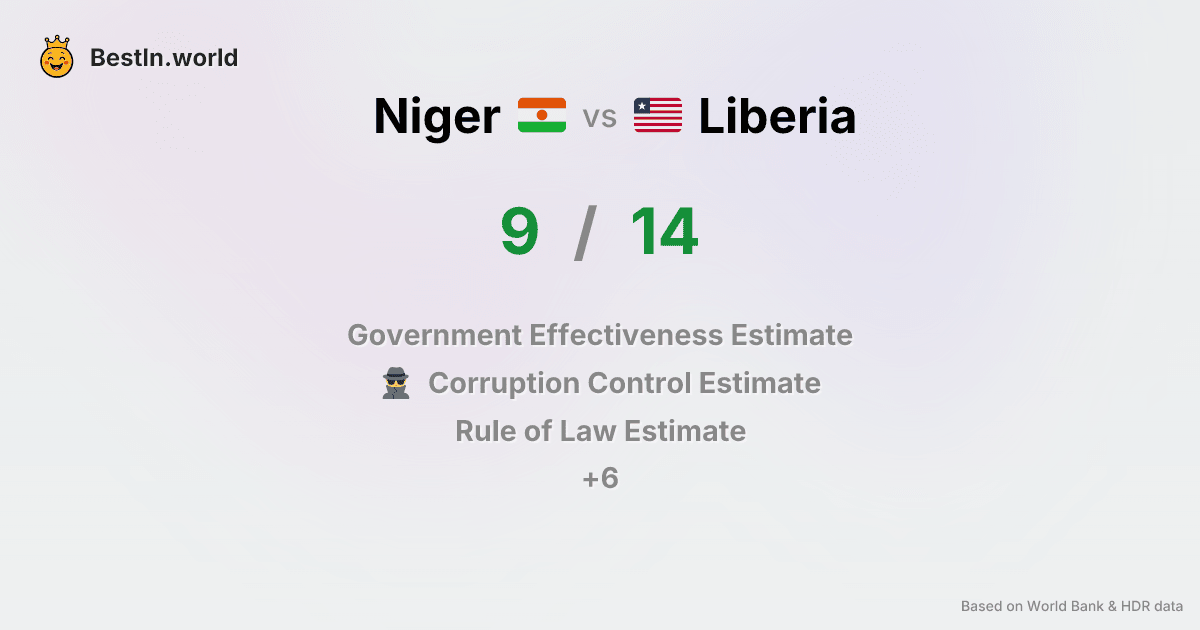 BestIn.world
Niger vs Liberia
9 / 14
Government Effectiveness Estimate
Corruption Control Estimate
Rule of Law Estimate
+6
Based on World Bank & HDR data